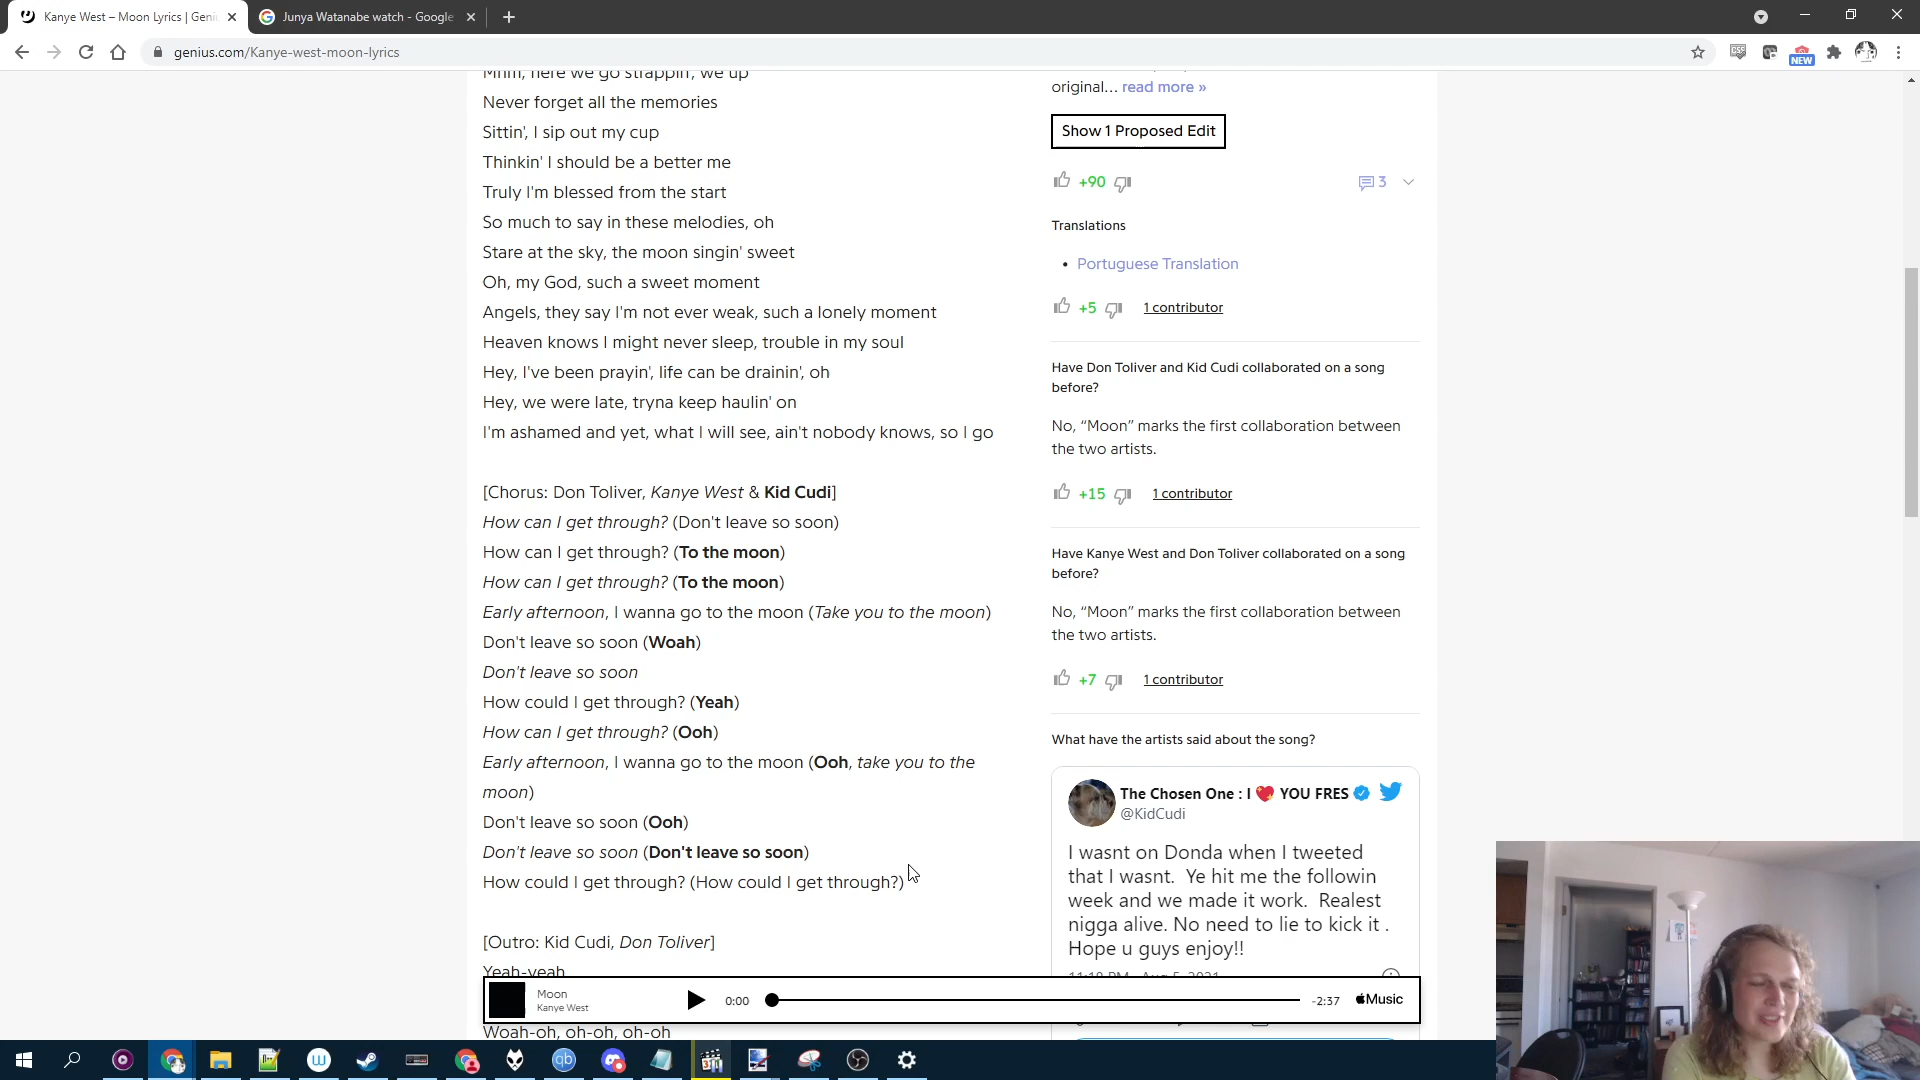 Kanye West – Moon Lyrics | Geni
Junya Watanabe watch - Google
genius.com/Kanye-west-moon-lyrics
NEW
Mhm, here we go strappin', we up
Never forget all the memories
Sittin', I sip out my cup
Thinkin' I should be a better me
Truly I'm blessed from the start
So much to say in these melodies, oh
Stare at the sky, the moon singin' sweet
Oh, my God, such a sweet moment
Angels, they say I'm not ever weak, such a lonely moment
Heaven knows I might never sleep, trouble in my soul
Hey, I've been prayin', life can be drainin', oh
Hey, we were late, tryna keep haulin' on
I'm ashamed and yet, what I will see, ain't nobody knows, so I go
[Chorus: Don Toliver, Kanye West & Kid Cudi]
How can I get through? (Don't leave so soon)
How can I get through? (To the moon)
How can I get through? (To the moon)
Early afternoon, I wanna go to the moon (Take you to the moon)
Don't leave so soon (Woah)
Don't leave so soon
How could I get through? (Yeah)
How can I get through? (Ooh)
Early afternoon, I wanna go to the moon (Ooh, take you to the
moon)
Don't leave so soon (Ooh)
Don't leave so soon (Don't leave so soon)
How could I get through? (How could I get through?)
[Outro: Kid Cudi, Don Toliver]
Yeah-yeah
Woah-oh, oh-oh, oh-oh
original… read more »
Show 1 Proposed Edit
+90
3
Translations
• Portuguese Translation
+5 1 contributor
Have Don Toliver and Kid Cudi collaborated on a song
before?
No, “Moon” marks the first collaboration between
the two artists.
+15 1 contributor
Have Kanye West and Don Toliver collaborated on a song
before?
No, “Moon” marks the first collaboration between
the two artists.
+7 1 contributor
What have the artists said about the song?
The Chosen One : I 💖 YOU FRES
@KidCudi
I wasnt on Donda when I tweeted
that I wasnt. Ye hit me the followin
week and we made it work. Realest
nigga alive. No need to lie to kick it .
Hope u guys enjoy!!
11:18 PM · Aug 5, 2021
Moon
Kanye West
0:00
-2:37
Music